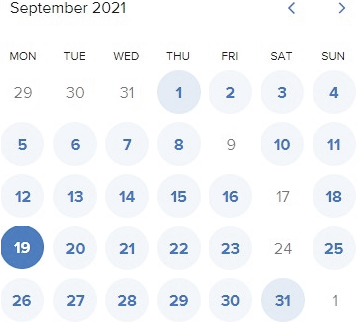 September 2021
MON TUE WED THU FRI SAT SUN
29 30 31 1 2 3 4
5 6 7 8 9 10 11
12 13 14 15 16 17 18
19 20 21 22 23 24 25
26 27 28 29 30 31 1